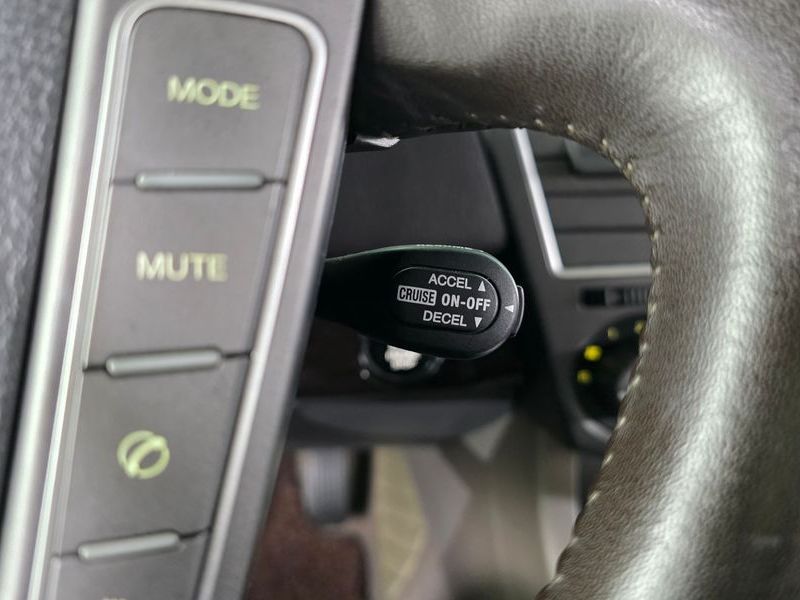 MODE
MUTE
ACCEL ▲
CRUISE ON-OFF
DECEL ▼